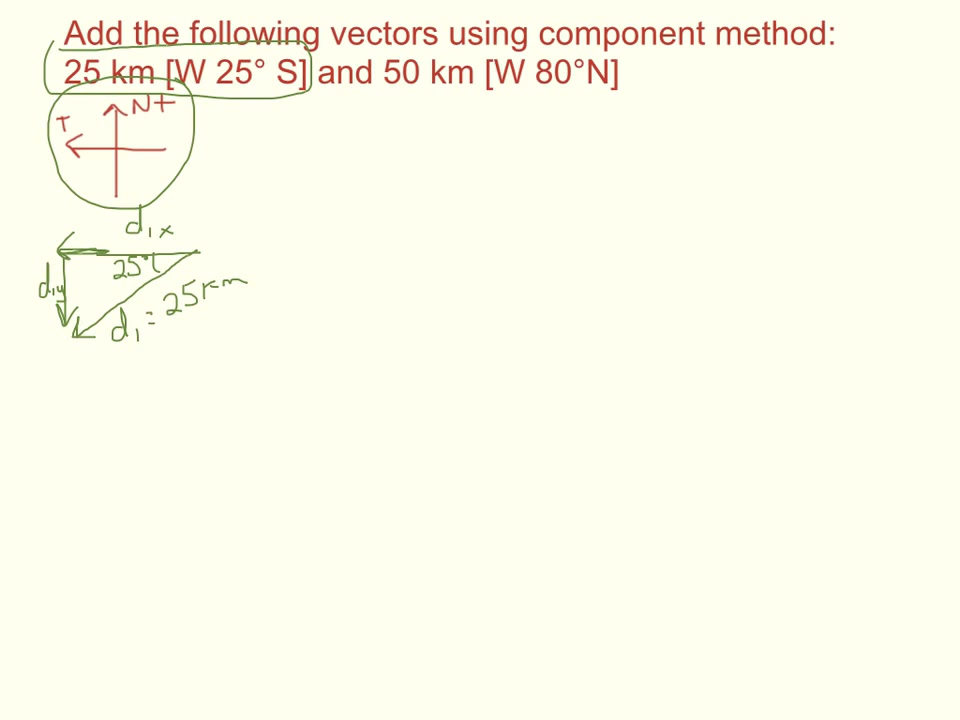 Add the following vectors using component method:
25 km [W 25° S] and 50 km [W 80°N]
N+
d1x
25°
d1y
d1 = 25km